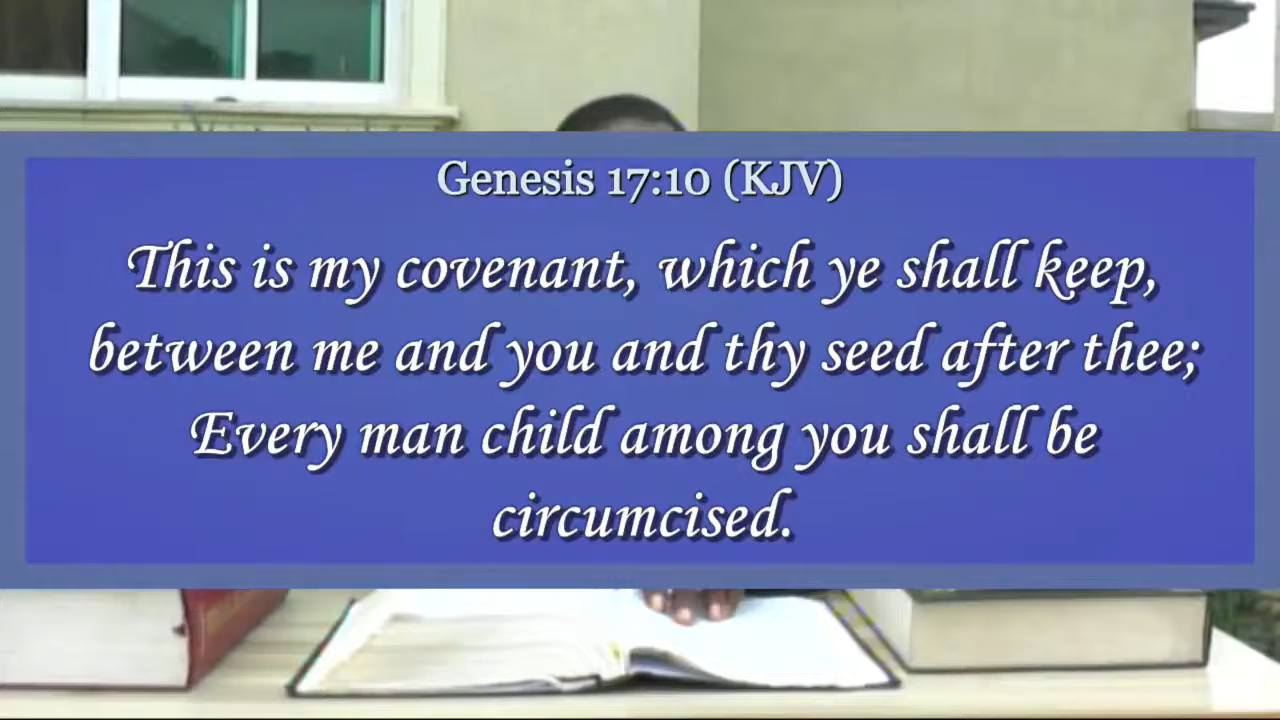 Genesis 17:10 (KJV)
This is my covenant, which ye shall keep,
between me and you and thy seed after thee;
Every man child among you shall be
circumcised.